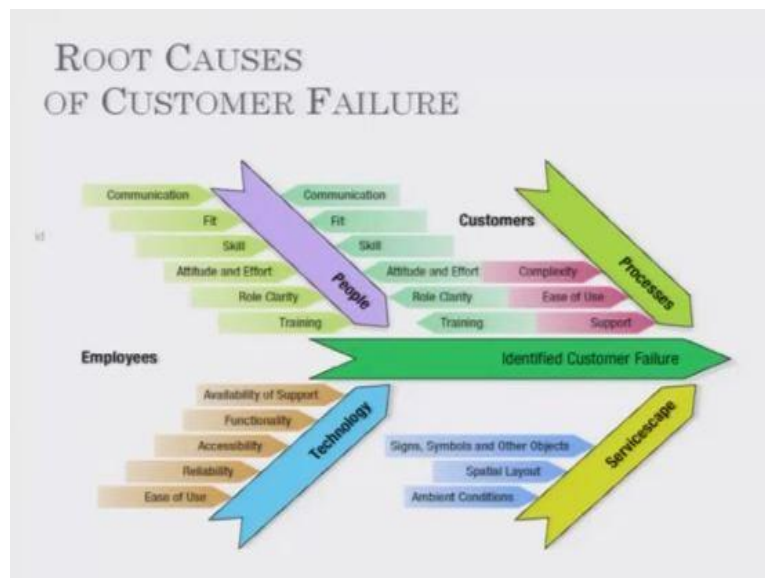 ROOT CAUSES
OF CUSTOMER FAILURE
id
Communication
Fit
Skill
Attitude and Effort
Role Clarity
Training
People
Communication
Fit
Skill
Attitude and Effort
Role Clarity
Training
Customers
Complexity
Ease of Use
Support
Processes
Employees
Identified Customer Failure
Availability of Support
Functionality
Accessibility
Reliability
Ease of Use
Technology
Signs, Symbols and Other Objects
Spatial Layout
Ambient Conditions
Servicescape